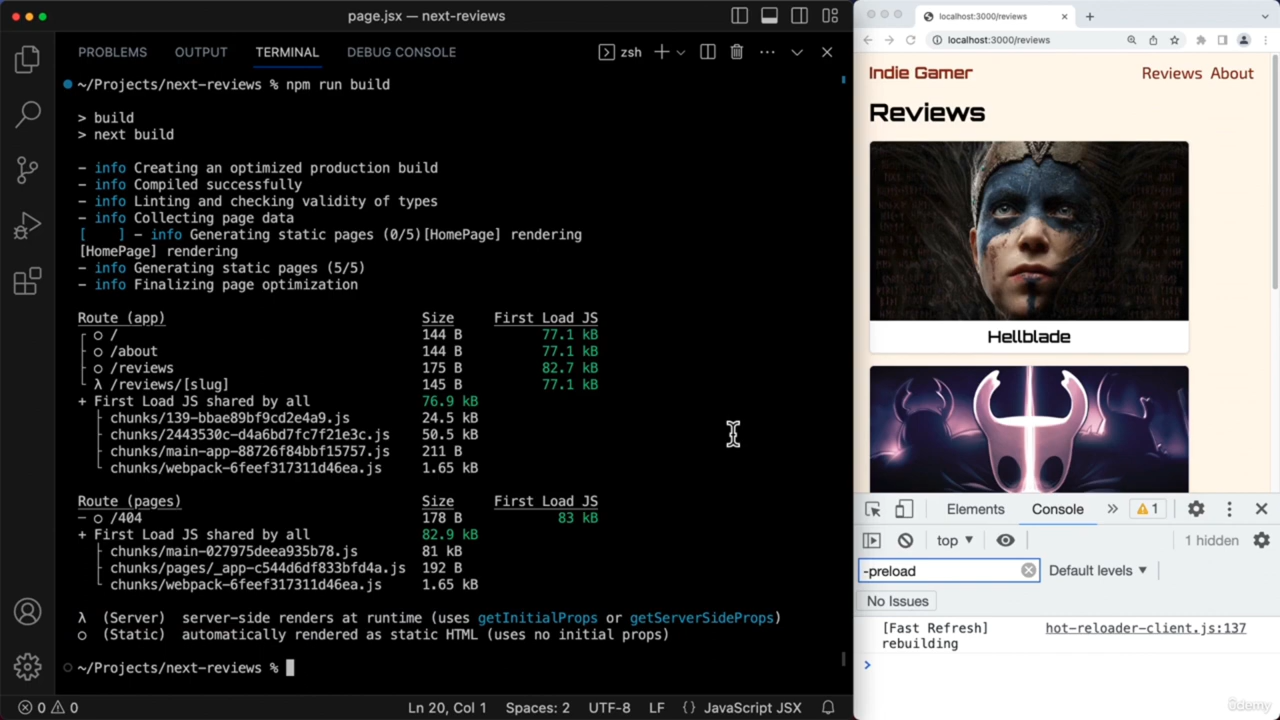 page.jsx — next-reviews
PROBLEMS OUTPUT TERMINAL DEBUG CONSOLE zsh
~/Projects/next-reviews % npm run build
> build
> next build
- info Creating an optimized production build
- info Compiled successfully
- info Linting and checking validity of types
- info Collecting page data
[    ] - info Generating static pages (0/5)[HomePage] rendering
[HomePage] rendering
- info Generating static pages (5/5)
- info Finalizing page optimization
Route (app) Size First Load JS
┌ ○ / 144 B 77.1 kB
├ ○ /about 144 B 77.1 kB
├ ○ /reviews 175 B 82.7 kB
└ λ /reviews/[slug] 145 B 77.1 kB
+ First Load JS shared by all 76.9 kB
├ chunks/139-bbae89bf9cd2e4a9.js 24.5 kB
├ chunks/2443530c-d4a6bd7fc7f21e3c.js 50.5 kB
├ chunks/main-app-88726f84bbf15757.js 211 B
└ chunks/webpack-6feef317311d46ea.js 1.65 kB
Route (pages) Size First Load JS
─ ○ /404 178 B 83 kB
+ First Load JS shared by all 82.9 kB
├ chunks/main-027975deea935b78.js 81 kB
├ chunks/pages/_app-c544d6df833bfd4a.js 192 B
└ chunks/webpack-6feef317311d46ea.js 1.65 kB
λ (Server) server-side renders at runtime (uses getInitialProps or getServerSideProps)
○ (Static) automatically rendered as static HTML (uses no initial props)
~/Projects/next-reviews %
0 0 Ln 20, Col 1 Spaces: 2 UTF-8 LF {} JavaScript JSX
localhost:3000/reviews
localhost:3000/reviews
Indie Gamer Reviews About
Reviews
Hellblade
Elements Console » 1
top 1 hidden
-preload Default levels
No Issues
[Fast Refresh] hot-reloader-client.js:137
rebuilding
>
ûdemy